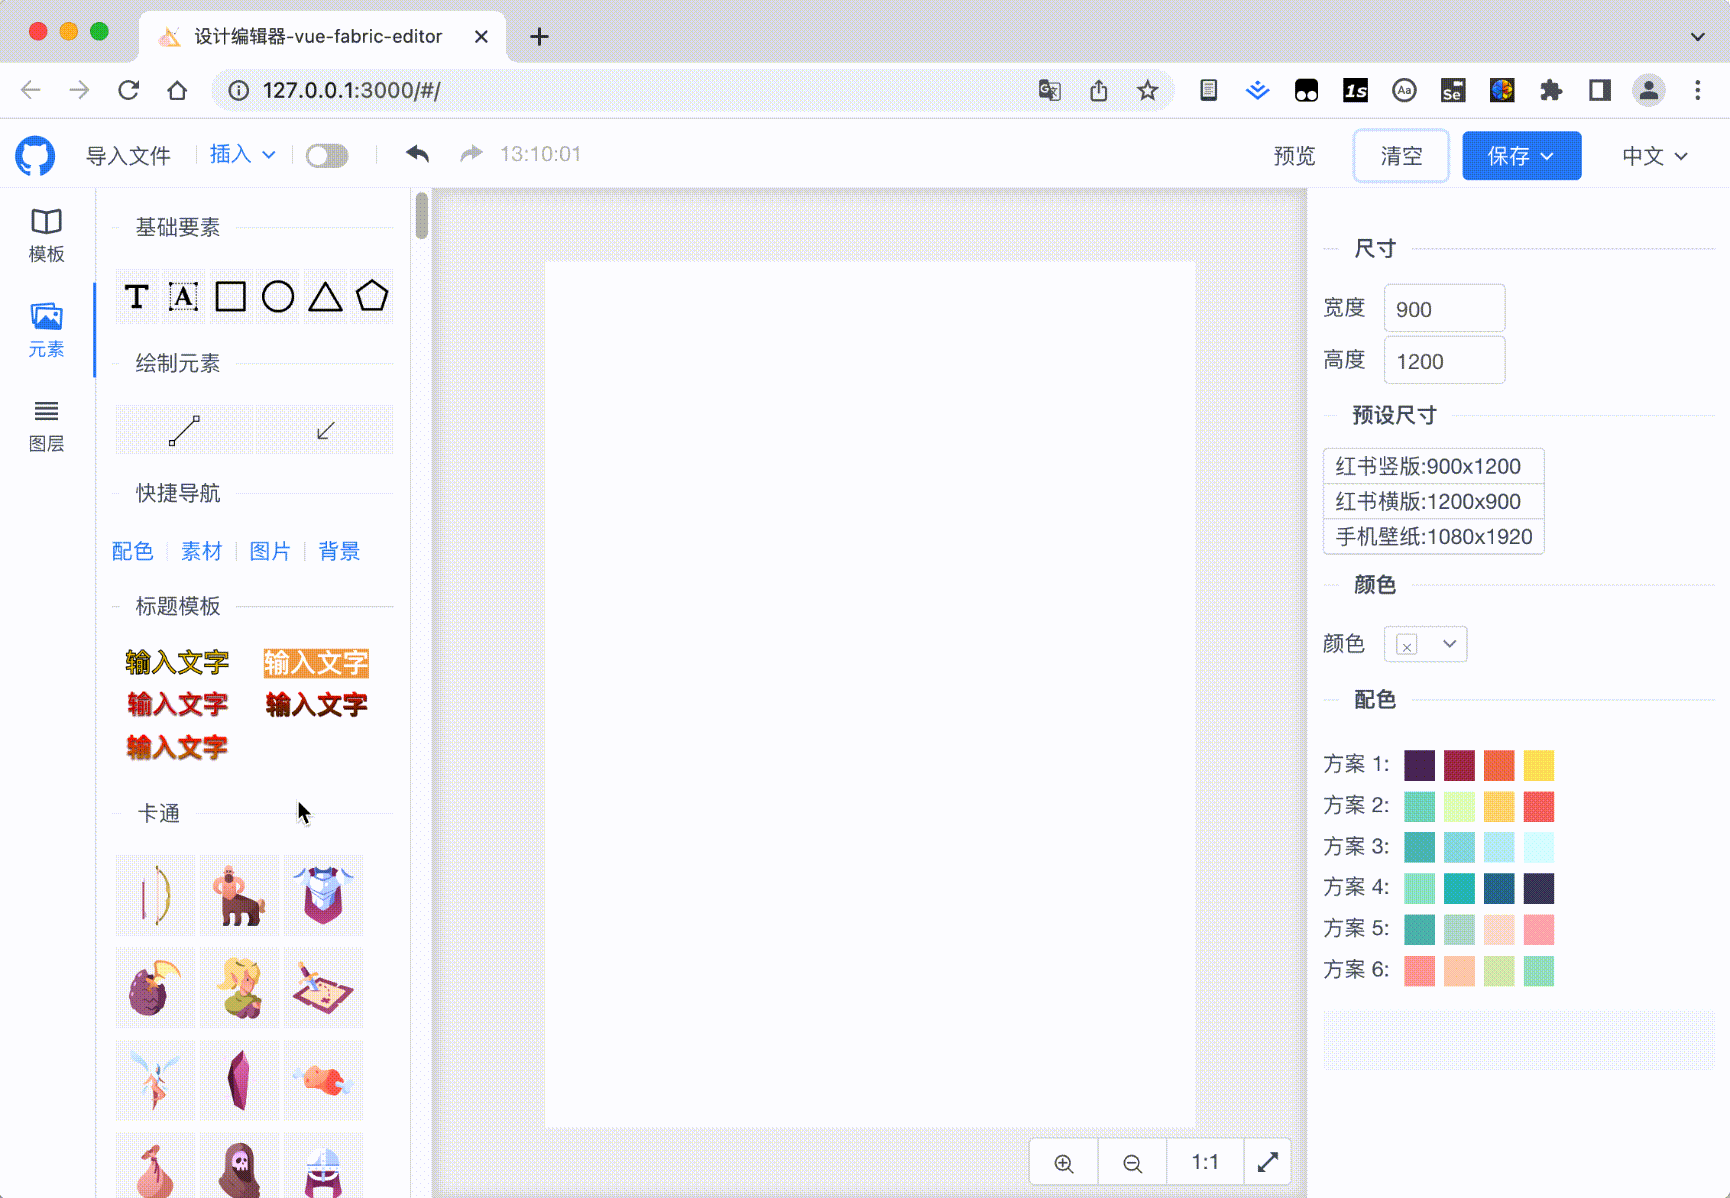 设计编辑器-vue-fabric-editor
127.0.0.1:3000/#/
1s
Aa
Se
导入文件
插入
13:10:01
预览
清空
保存
中文
模板
元素
图层
基础要素
T
A
绘制元素
快捷导航
配色 素材 图片 背景
标题模板
输入文字 输入文字
输入文字 输入文字
输入文字
卡通
1:1
尺寸
宽度 900
高度 1200
预设尺寸
红书竖版:900x1200
红书横版:1200x900
手机壁纸:1080x1920
颜色
颜色
配色
方案 1:
方案 2:
方案 3:
方案 4:
方案 5:
方案 6: